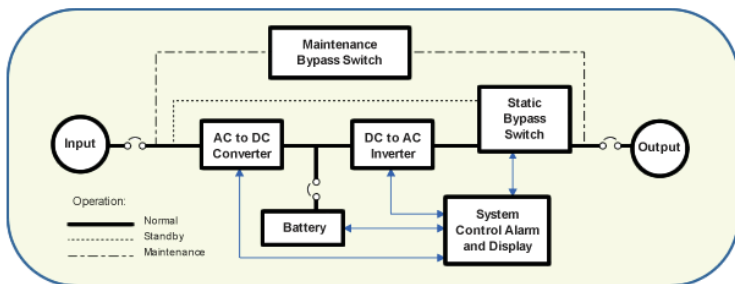 Maintenance
Bypass Switch
Static
Bypass
Switch
Input
AC to DC
Converter
DC to AC
Inverter
Output
Operation:
Normal
Standby
Maintenance
Battery
System
Control Alarm
and Display